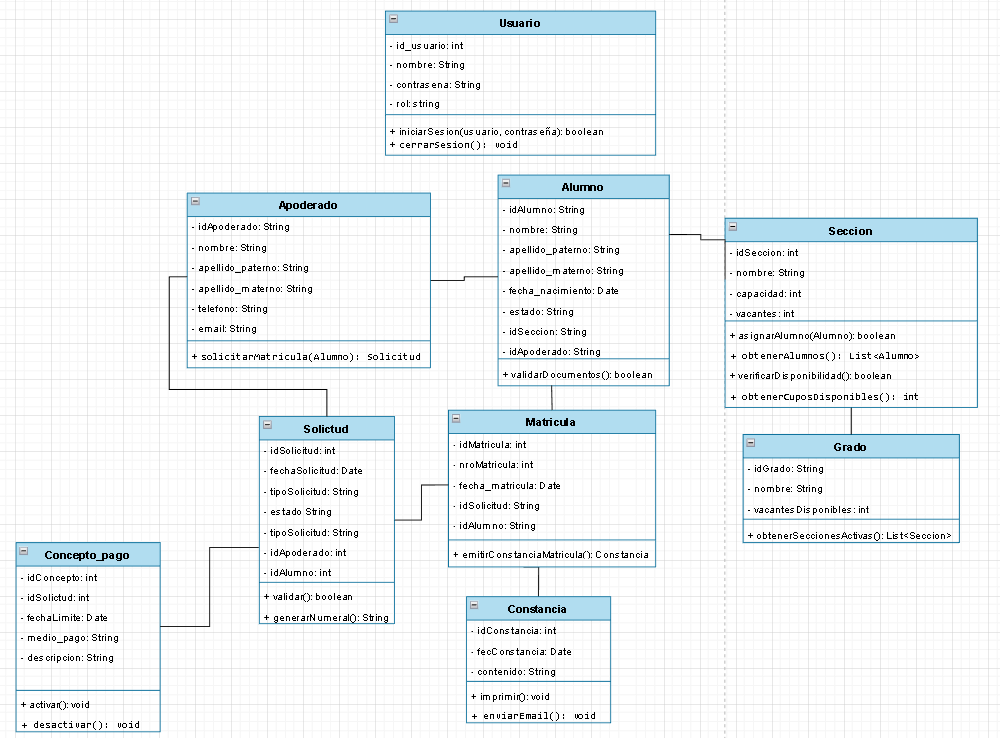 Usuario
- id_usuario: int
- nombre: String
- contrasena: String
- rol: string
+ iniciarSesion(usuario, contraseña): boolean
+ cerrarSesion(): void
Apoderado
- idApoderado: String
- nombre: String
- apellido_paterno: String
- apellido_materno: String
- telefono: String
- email: String
+ solicitarMatricula(Alumno): Solicitud
Alumno
- idAlumno: String
- nombre: String
- apellido_paterno: String
- apellido_materno: String
- fecha_nacimiento: Date
- estado: String
- idSeccion: String
- idApoderado: String
+ validarDocumentos(): boolean
Seccion
- idSeccion: int
- nombre: String
- capacidad: int
- vacantes: int
+ asignarAlumno(Alumno): boolean
+ obtenerAlumnos(): List<Alumno>
+ verificarDisponibilidad(): boolean
+ obtenerCuposDisponibles(): int
Solictud
- idSolicitud: int
- fechaSolicitud: Date
- tipoSolicitud: String
- estado String
- tipoSolicitud: String
- idApoderado: int
- idAlumno: int
+ validar(): boolean
+ generarNumeral(): String
Matricula
- idMatricula: int
- nroMatricula: int
- fecha_matricula: Date
- idSolicitud: String
- idAlumno: String
+ emitirConstanciaMatricula(): Constancia
Grado
- idGrado: String
- nombre: String
- vacantesDisponibles: int
+ obtenerSeccionesActivas(): List<Seccion>
Concepto_pago
- idConcepto: int
- idSolictud: int
- fechaLimite: Date
- medio_pago: String
- descripcion: String
+ activar(): void
+ desactivar(): void
Constancia
- idConstancia: int
- fecConstancia: Date
- contenido: String
+ imprimir(): void
+ enviarEmail(): void